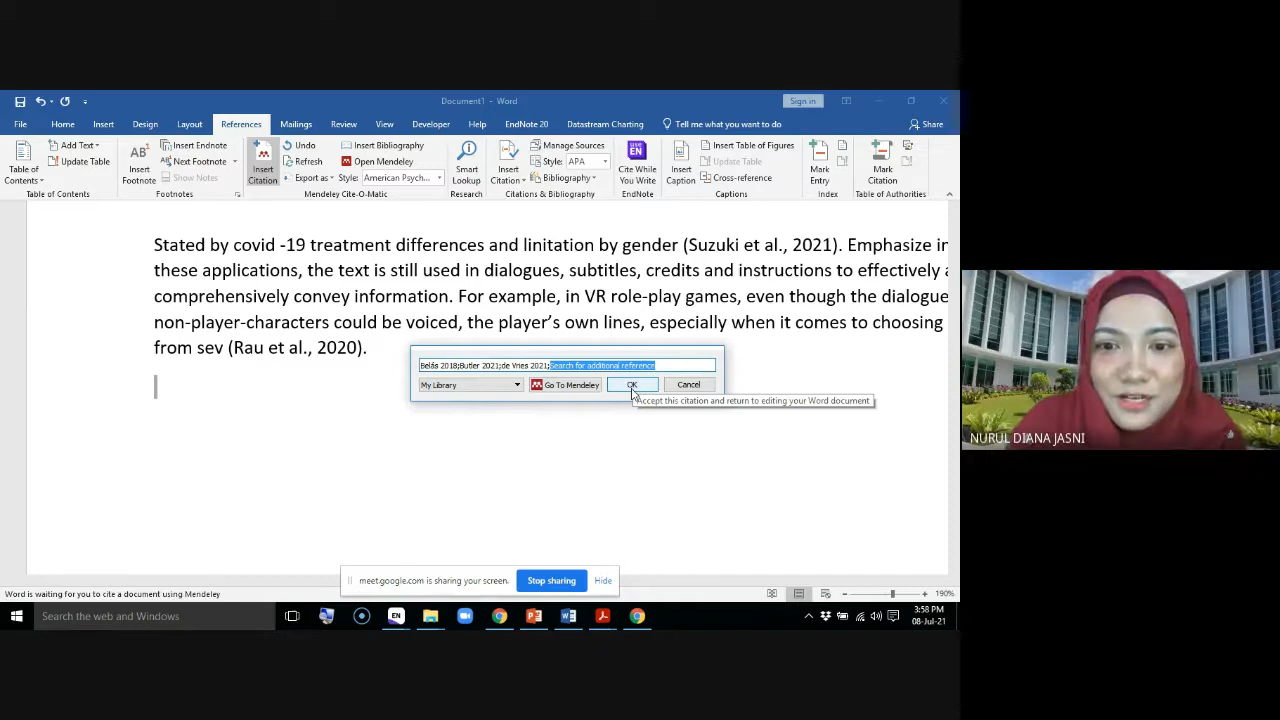 Document1 - Word
Sign in
File Home Insert Design Layout References Mailings Review View Developer Help EndNote 20 Datastream Charting Tell me what you want to do Share
Table of Contents
Add Text
Update Table
Table of Contents
AB1
Insert Footnote
Insert Endnote
Next Footnote
Show Notes
Footnotes
Insert Citation
Undo
Refresh
Export as
Insert Bibliography
Open Mendeley
Style: American Psych...
Mendeley Cite-O-Matic
Smart Lookup
Research
Insert Citation
Manage Sources
Style: APA
Bibliography
Citations & Bibliography
use EN
Cite While You Write
EndNote
Insert Caption
Insert Table of Figures
Update Table
Cross-reference
Captions
Mark Entry
Index
Mark Citation
Table of Authorities
Stated by covid -19 treatment differences and linitation by gender (Suzuki et al., 2021). Emphasize in
these applications, the text is still used in dialogues, subtitles, credits and instructions to effectively a
comprehensively convey information. For example, in VR role-play games, even though the dialogue
non-player-characters could be voiced, the player's own lines, especially when it comes to choosing
from sev (Rau et al., 2020).
Belás 2018;Butler 2021;de Vries 2021;Search for additional reference
My Library Go To Mendeley OK Cancel
Accept this citation and return to editing your Word document
NURUL DIANA JASNI
meet.google.com is sharing your screen. Stop sharing Hide
Word is waiting for you to cite a document using Mendeley
190%
Search the web and Windows
EN
3:58 PM
08-Jul-21